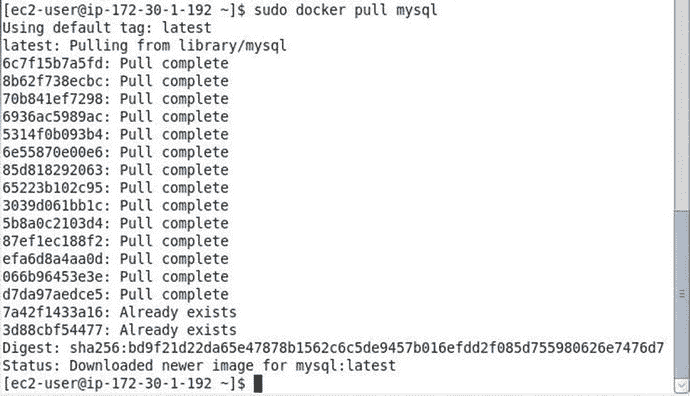 [ec2-user@ip-172-30-1-192 ~]$ sudo docker pull mysql
Using default tag: latest
latest: Pulling from library/mysql
6c7f15b7a5fd: Pull complete
8b62f738ecbc: Pull complete
70b841ef7298: Pull complete
6936ac5989ac: Pull complete
5314f0b093b4: Pull complete
6e55870e00e6: Pull complete
85d818292063: Pull complete
65223b102c95: Pull complete
3039d061bb1c: Pull complete
5b8a0c2103d4: Pull complete
87ef1ec188f2: Pull complete
efa6d8a4aa0d: Pull complete
066b96453e3e: Pull complete
d7da97aedce5: Pull complete
7a42f1433a16: Already exists
3d88cbf54477: Already exists
Digest: sha256:bd9f21d22da65e47878b1562c6c5de9457b016efdd2f085d755980626e7476d7
Status: Downloaded newer image for mysql:latest
[ec2-user@ip-172-30-1-192 ~]$